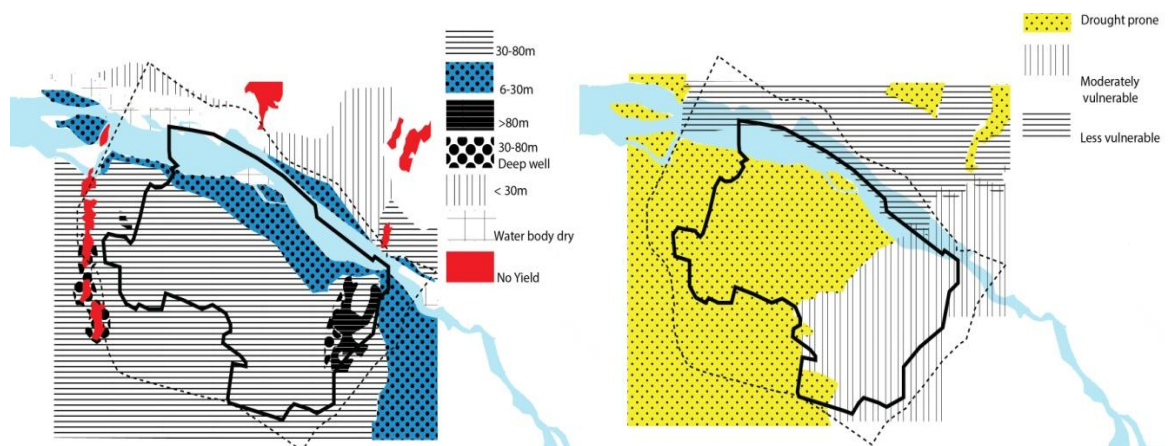 30-80m
6-30m
>80m
30-80m
Deep well
< 30m
Water body dry
No Yield
Drought prone
Moderately
vulnerable
Less vulnerable